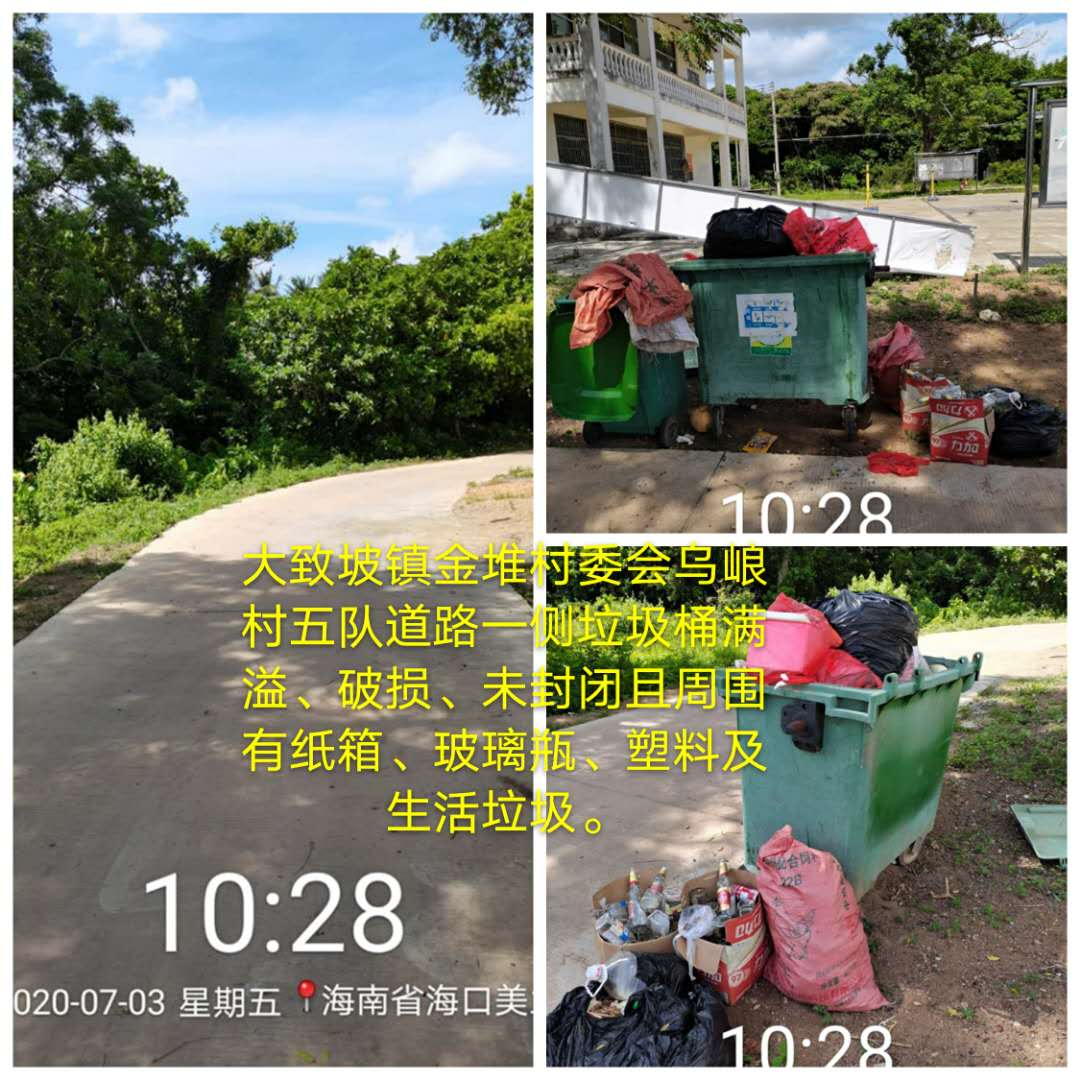 10:28
大致坡镇金堆村委会乌㟍
村五队道路一侧垃圾桶满
溢、破损、未封闭且周围
有纸箱、玻璃瓶、塑料及
生活垃圾。
10:28
020-07-03 星期五 海南省海口美
力加
22B
10:28